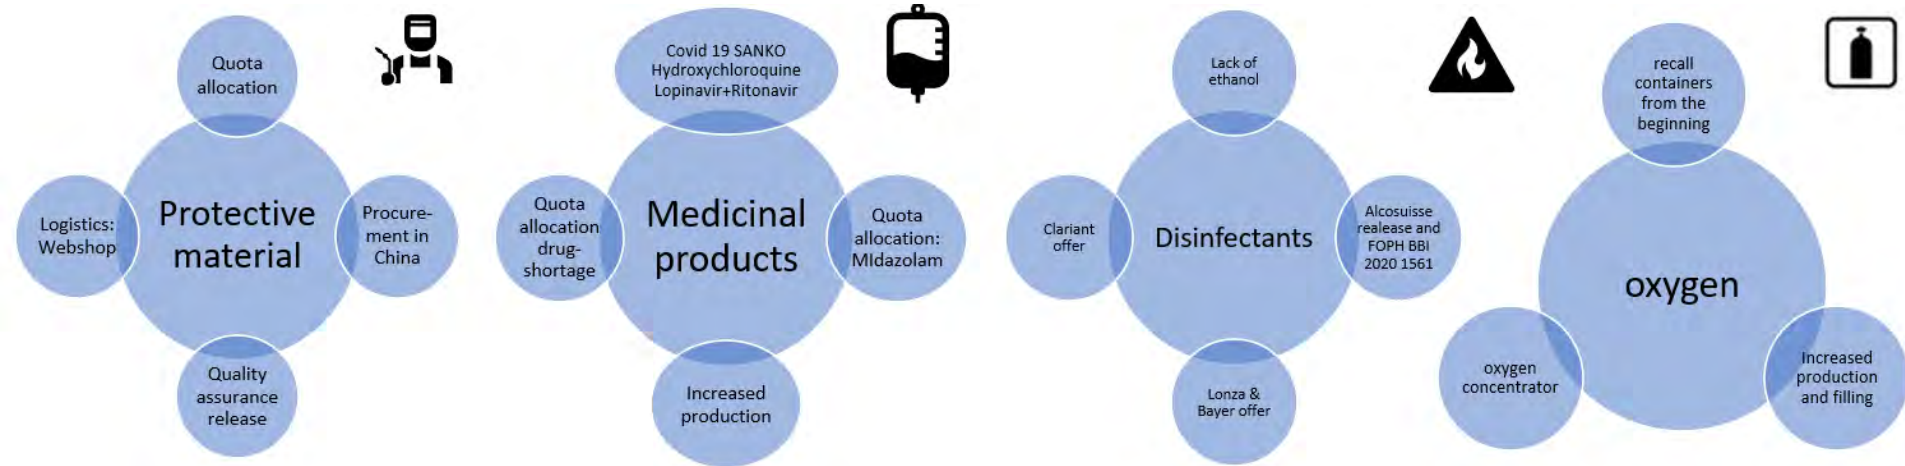 Quota
allocation
Logistics:
Webshop
Protective
material
Procure-
ment in
China
Quality
assurance
release
Covid 19 SANKO
Hydroxychloroquine
Lopinavir+Ritonavir
Quota
allocation
drug-
shortage
Medicinal
products
Quota
allocation:
MIdazolam
Increased
production
Lack of
ethanol
Clariant
offer
Disinfectants
Alcosuisse
realease and
FOPH BBI
2020 1561
Lonza &
Bayer offer
recall
containers
from the
beginning
oxygen
oxygen
concentrator
Increased
production
and filling